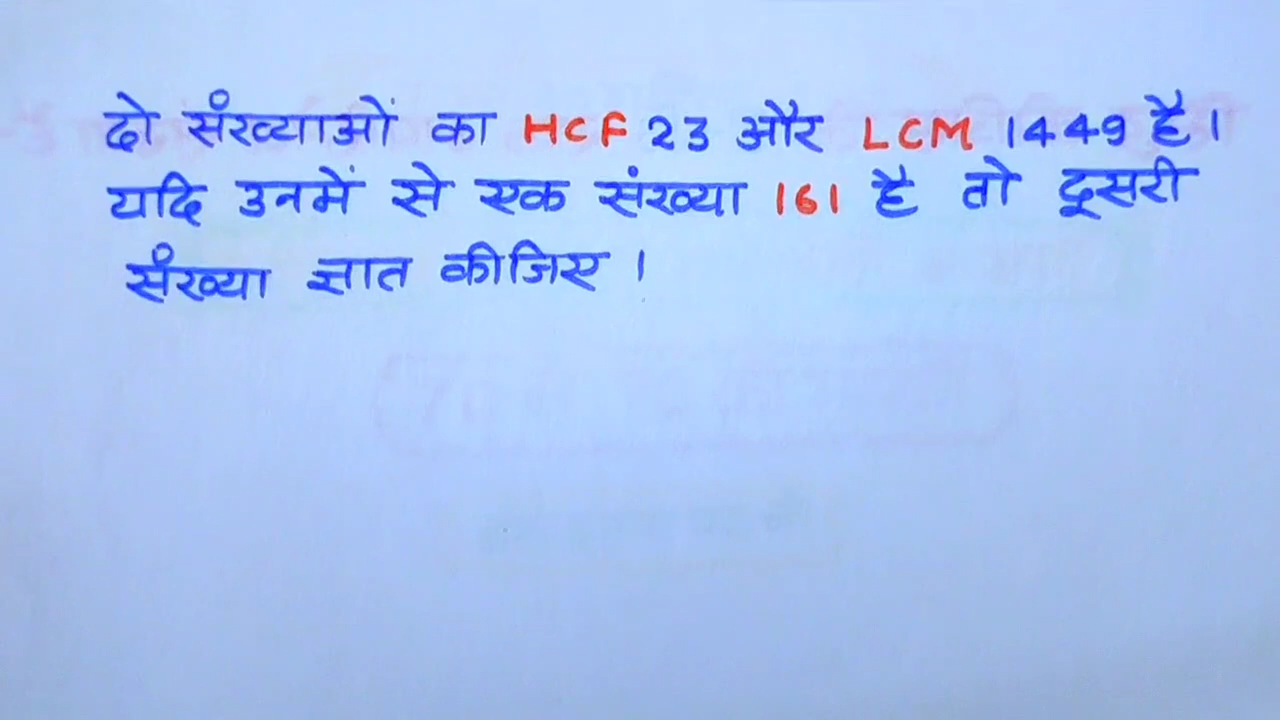 दो संख्याओं का HCF 23 और LCM 1449 है।
यदि उनमें से एक संख्या 161 है तो दूसरी
संख्या ज्ञात कीजिए।